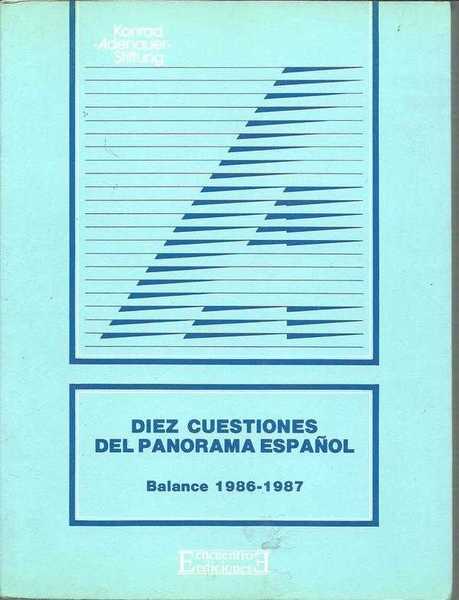 Konrad
-Adenauer-
Stiftung
DIEZ CUESTIONES
DEL PANORAMA ESPAÑOL
Balance 1986-1987
Encuentro
Ediciones